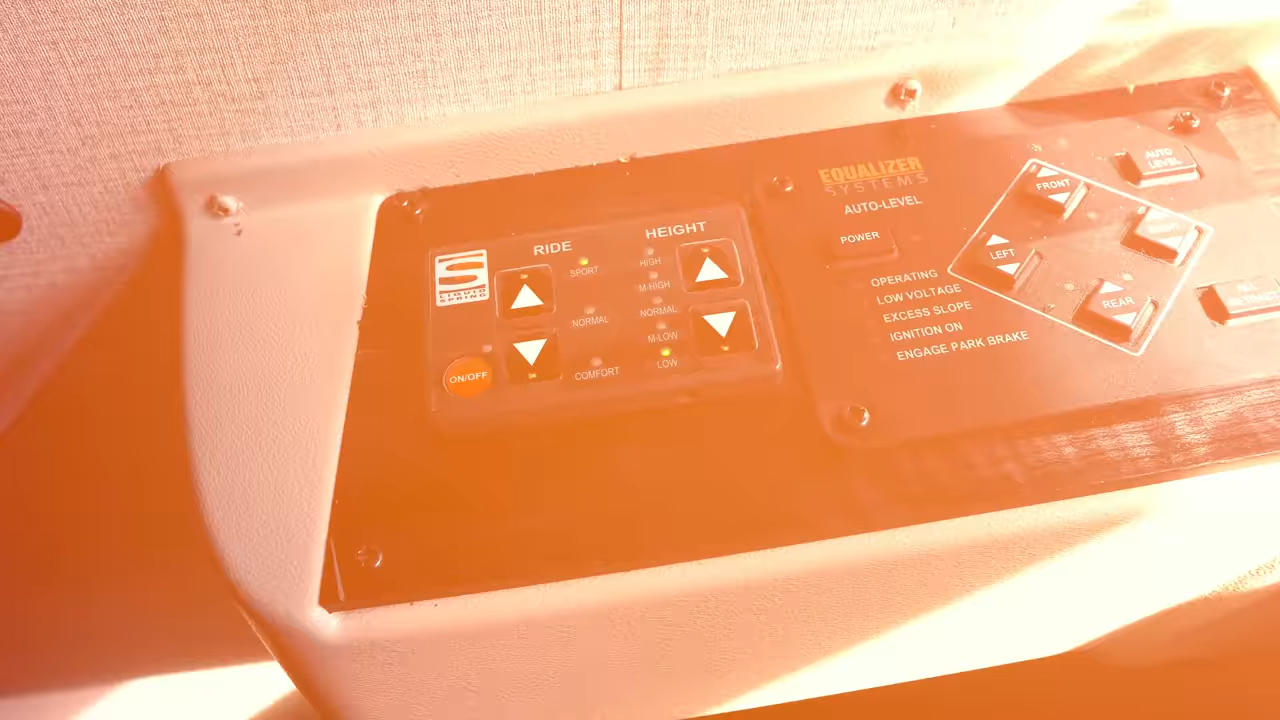 RIDE
SPORT
NORMAL
COMFORT
LIQUID
SPRING
ON/OFF
HEIGHT
HIGH
M-HIGH
NORMAL
M-LOW
LOW
EQUALIZER
SYSTEMS
AUTO-LEVEL
POWER
OPERATING
LOW VOLTAGE
EXCESS SLOPE
IGNITION ON
ENGAGE PARK BRAKE
FRONT
LEFT
REAR
AUTO
LEVEL
ALL